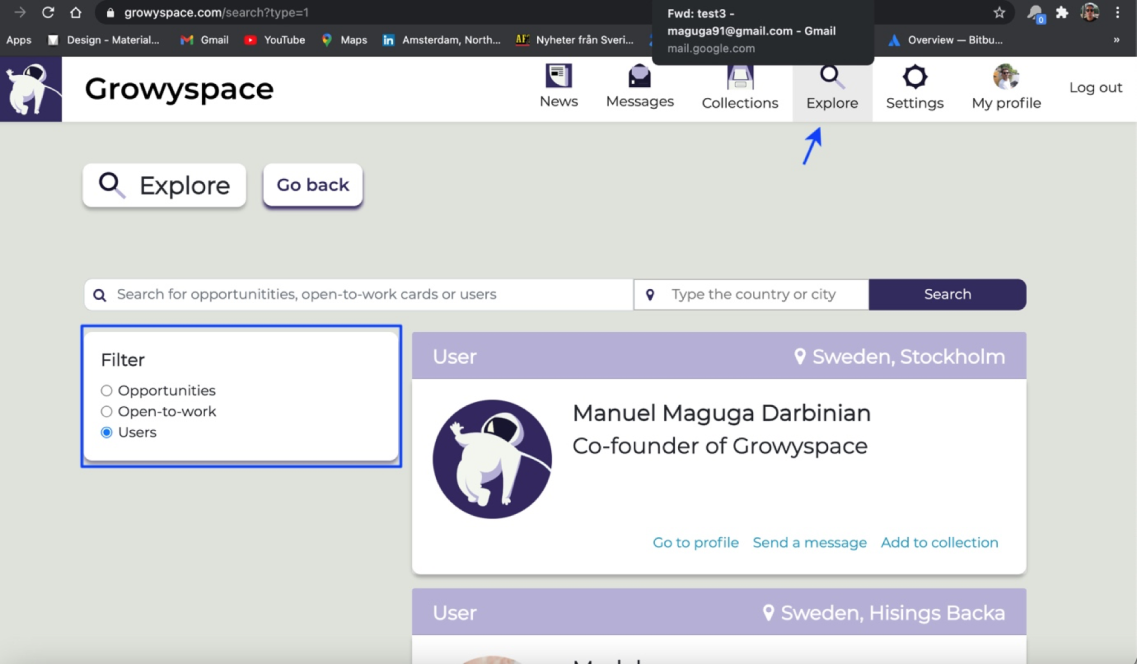 growyspace.com/search?type=1
Fwd: test3 -
maguga91@gmail.com - Gmail
mail.google.com
0
Apps
Design - Material...
Gmail
YouTube
Maps
in Amsterdam, North...
AF Nyheter från Sveri...
Overview — Bitbu...
»
Growyspace
News
Messages
Collections
Explore
Settings
My profile
Log out
Explore
Go back
Search for opportunitities, open-to-work cards or users
Type the country or city
Search
Filter
Opportunities
Open-to-work
Users
User
Sweden, Stockholm
Manuel Maguga Darbinian
Co-founder of Growyspace
Go to profile
Send a message
Add to collection
User
Sweden, Hisings Backa